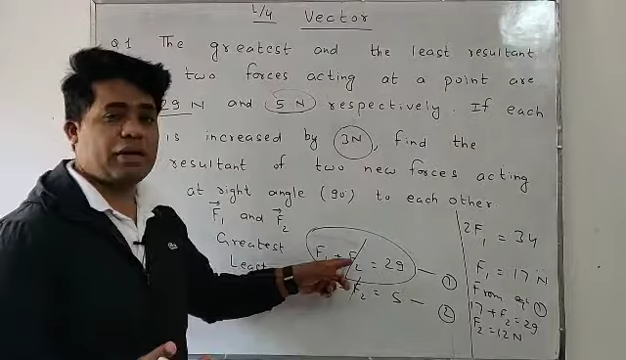 L/4 Vector
Q1 The greatest and the least resultant
two forces acting at a point are
29 N and 5 N respectively. If each
is increased by 3N, find the
resultant of two new forces acting
at right angle (90°) to each other.
F₁ and F₂
Greatest F₁ + F₂ = 29 — ①
Least F₂ = 5 — ②
2F₁ = 34
F₁ = 17 N
From eqⁿ ①
17 + F₂ = 29
F₂ = 12 N